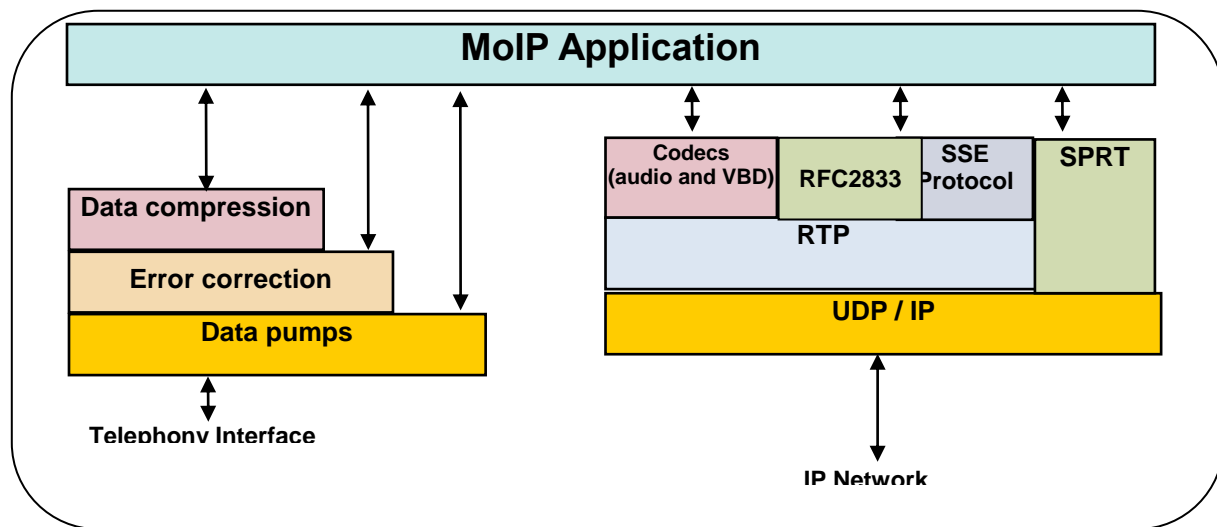 MoIP Application
Codecs
(audio and VBD)
RFC2833
SSE
Protocol
SPRT
Data compression
RTP
Error correction
UDP / IP
Data pumps
Telephony Interface
IP Network